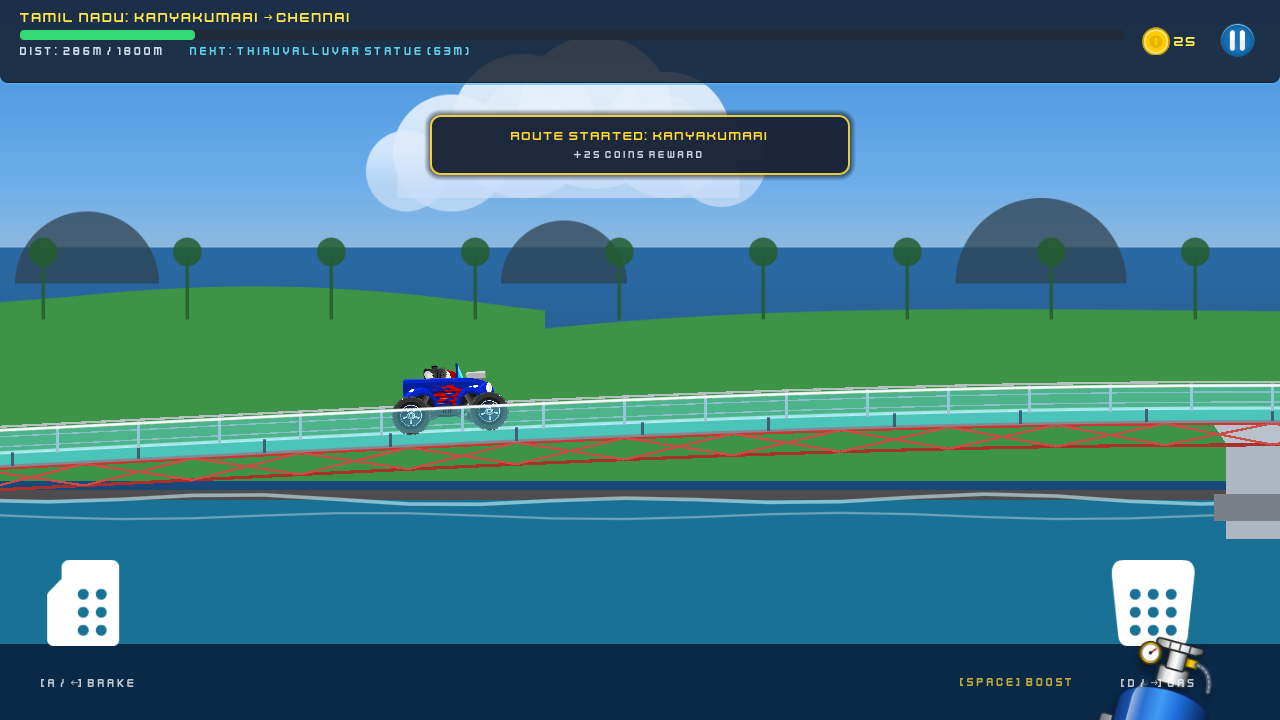 TAMIL NADU: KANYAKUMARI → CHENNAI
DIST: 286M / 1800M
NEXT: THIRUVALLUVAR STATUE (63M)
25
ROUTE STARTED: KANYAKUMARI
+25 COINS REWARD
[A / ←] BRAKE
[SPACE] BOOST
[D / →] GAS